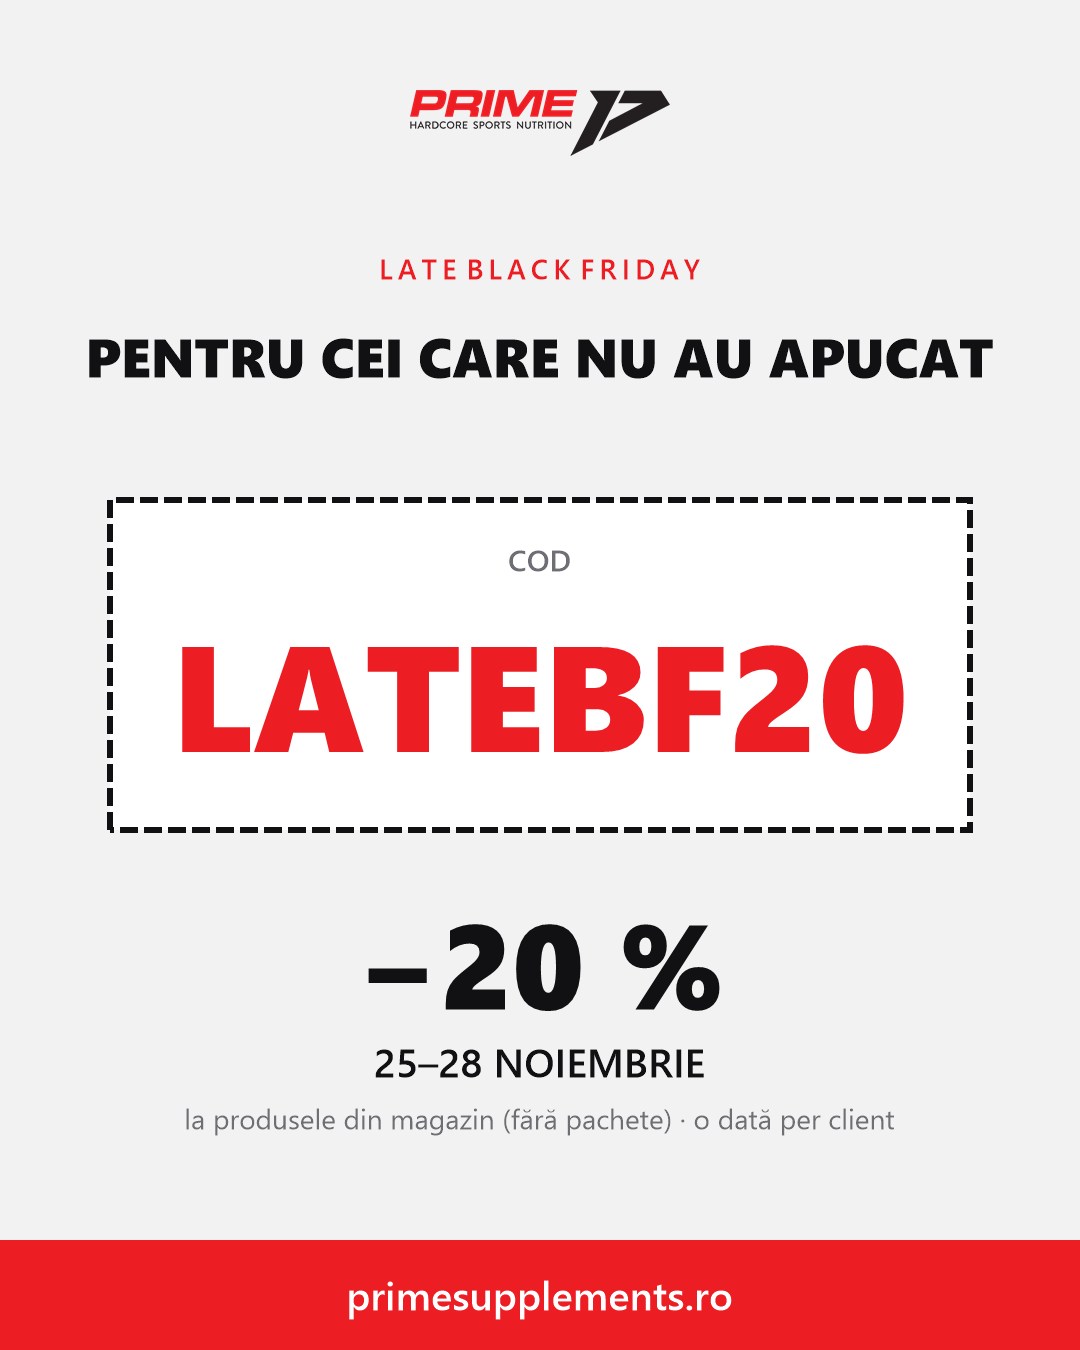 PRIME
HARDCORE SPORTS NUTRITION
LATE BLACK FRIDAY
PENTRU CEI CARE NU AU APUCAT
COD
LATEBF20
–20 %
25–28 NOIEMBRIE
la produsele din magazin (fără pachete) · o dată per client
primesupplements.ro